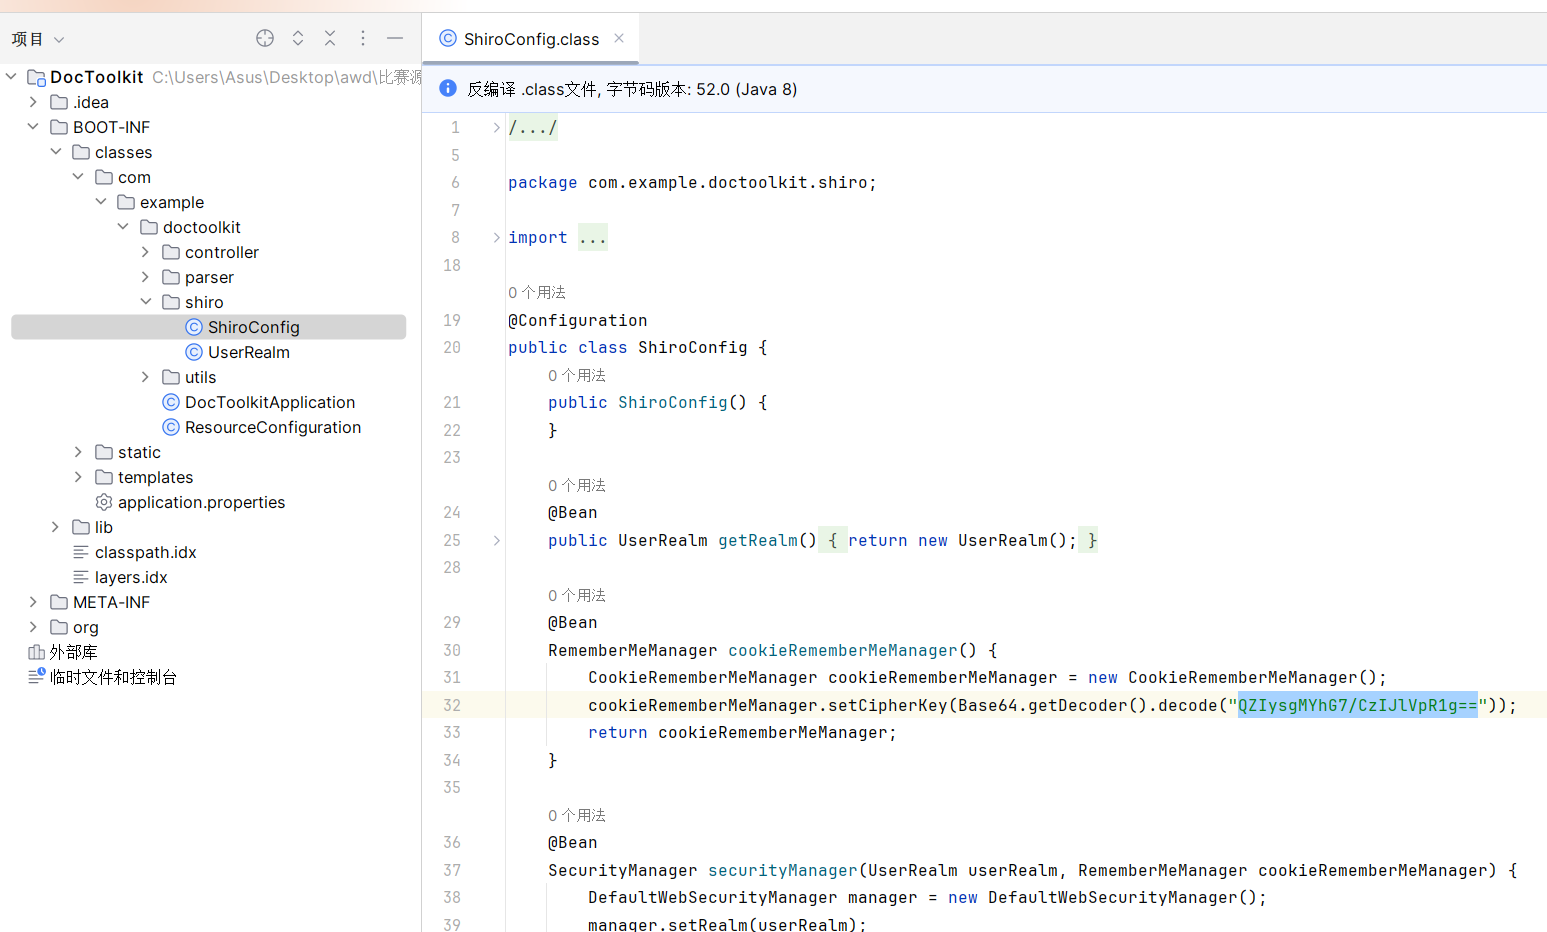 项目
DocToolkit C:\Users\Asus\Desktop\awd\比赛源
.idea
BOOT-INF
classes
com
example
doctoolkit
controller
parser
shiro
ShiroConfig
UserRealm
utils
DocToolkitApplication
ResourceConfiguration
static
templates
application.properties
lib
classpath.idx
layers.idx
META-INF
org
外部库
临时文件和控制台
ShiroConfig.class
反编译 .class文件, 字节码版本: 52.0 (Java 8)
1 /.../
5
6 package com.example.doctoolkit.shiro;
7
8 import ...
18
0 个用法
19 @Configuration
20 public class ShiroConfig {
0 个用法
21 public ShiroConfig() {
22 }
23
0 个用法
24 @Bean
25 public UserRealm getRealm() { return new UserRealm(); }
28
0 个用法
29 @Bean
30 RememberMeManager cookieRememberMeManager() {
31 CookieRememberMeManager cookieRememberMeManager = new CookieRememberMeManager();
32 cookieRememberMeManager.setCipherKey(Base64.getDecoder().decode("QZIysgMYhG7/CzIJlVpR1g=="));
33 return cookieRememberMeManager;
34 }
35
0 个用法
36 @Bean
37 SecurityManager securityManager(UserRealm userRealm, RememberMeManager cookieRememberMeManager) {
38 DefaultWebSecurityManager manager = new DefaultWebSecurityManager();
39 manager.setRealm(userRealm);